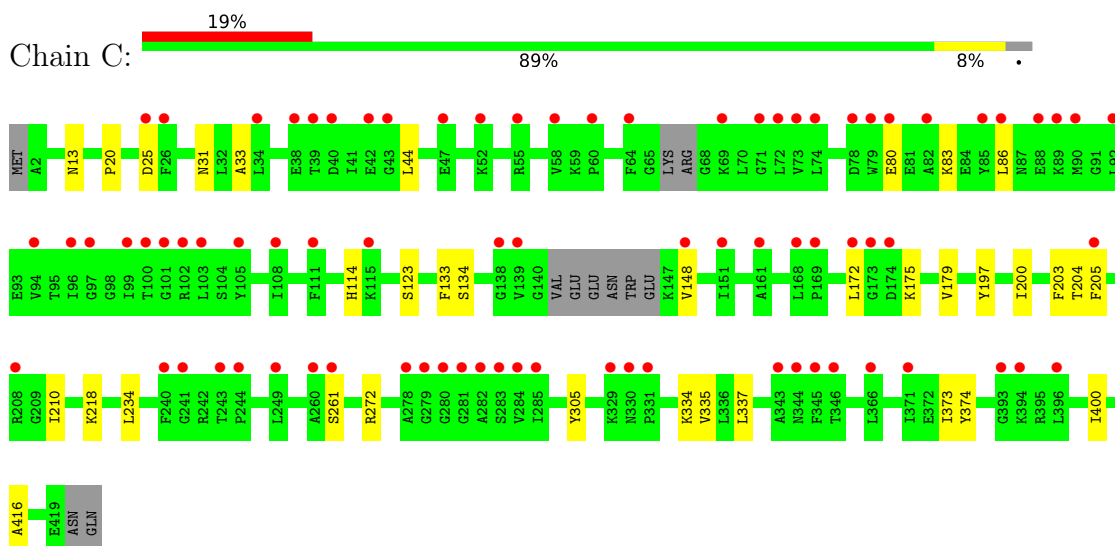 19%
Chain C:
89% 8% •
MET A2 N13 P20 D25 F26 N31 L32 A33 L34 E38 T39 D40 I41 E42 G43 L44 E47 K52 R55 V58 K59 P60 F64 G65 LYS ARG G68 K69 L70 G71 L72 V73 L74 D78 W79 E80 E81 A82 K83 E84 Y85 L86 N87 E88 K89 M90 G91 L92
E93 V94 T95 I96 G97 G98 I99 T100 G101 R102 L103 S104 Y105 I108 F111 H114 K115 S123 F133 S134 G138 V139 G140 VAL GLU GLU ASN TRP GLU K147 V148 I151 A161 L168 P169 L172 G173 D174 K175 V179 Y197 I200 F203 T204 F205
R208 G209 I210 K218 L234 F240 G241 R242 T243 P244 L249 A260 S261 R272 A278 G279 G280 G281 A282 S283 V284 I285 Y305 K329 N330 P331 K334 V335 L336 L337 A343 N344 F345 T346 L366 I371 E372 I373 Y374 G393 K394 R395 L396 I400
A416 E419 ASN GLN